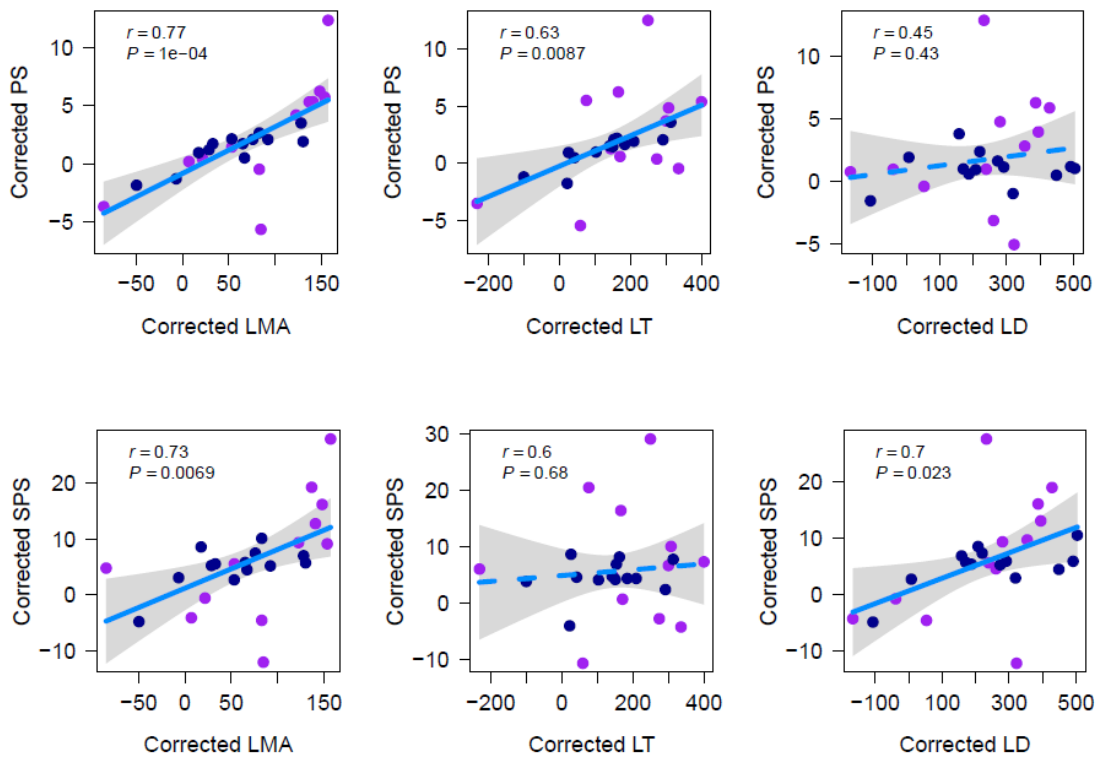 r = 0.77
P = 1e−04
Corrected PS
10
5
0
−5
−50
0
50
150
Corrected LMA
r = 0.63
P = 0.0087
Corrected PS
10
5
0
−5
−200
0
200
400
Corrected LT
r = 0.45
P = 0.43
Corrected PS
10
5
0
−5
−100
100
300
500
Corrected LD
r = 0.73
P = 0.0069
Corrected SPS
20
10
0
−10
−50
0
50
150
Corrected LMA
r = 0.6
P = 0.68
Corrected SPS
30
20
10
0
−10
−200
0
200
400
Corrected LT
r = 0.7
P = 0.023
Corrected SPS
20
10
0
−10
−100
100
300
500
Corrected LD